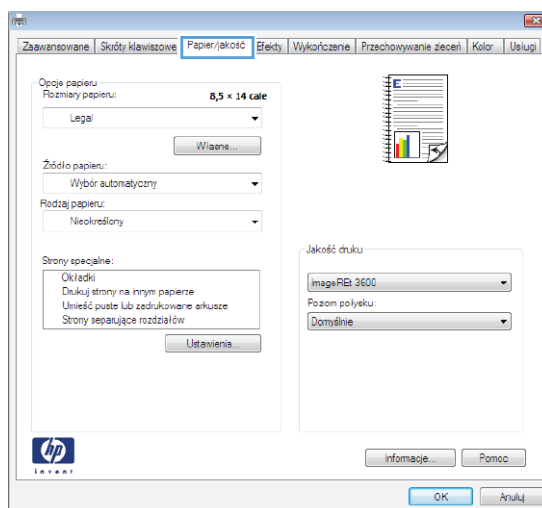 Zaawansowane Skróty klawiszowe Papier/jakość Efekty Wykończenie Przechowywanie zleceń Kolor Usługi
Opcje papieru
Rozmiary papieru: 8,5 × 14 cale
Legal
Własne...
Źródło papieru:
Wybór automatyczny
Rodzaj papieru:
Nieokreślony
Strony specjalne:
Okładki
Drukuj strony na innym papierze
Umieść puste lub zadrukowane arkusze
Strony separujące rozdziałów
Ustawienia...
E
Jakość druku
ImageREt 3600
Poziom połysku:
Domyślnie
hp
invent
Informacje... Pomoc
OK Anuluj